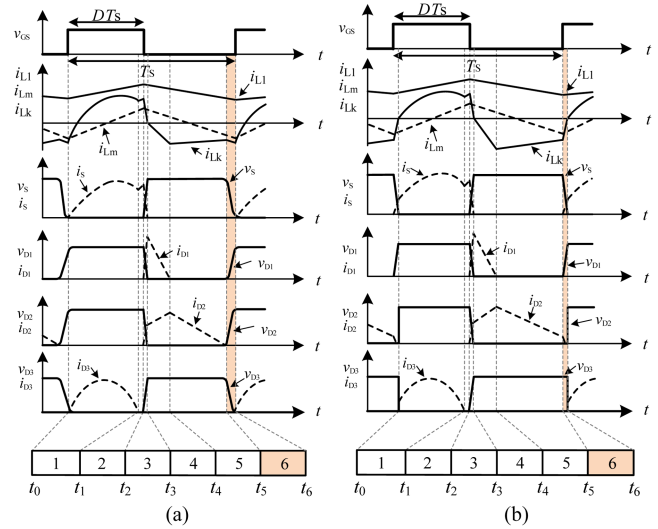 DTs
vGS
t
Ts
iL1
iLm
iLk
iL1
t
iLm
iLk
vS
iS
iS
vS
t
vD1
iD1
iD1
vD1
t
vD2
iD2
iD2
vD2
t
vD3
iD3
iD3
vD3
t
1 2 3 4 5 6
t0 t1 t2 t3 t4 t5 t6
(a)
DTs
vGS
t
Ts
iL1
iLm
iLk
iL1
t
iLm
iLk
vS
iS
iS
vS
t
vD1
iD1
iD1
vD1
t
vD2
iD2
iD2
vD2
t
vD3
iD3
iD3
vD3
t
1 2 3 4 5 6
t0 t1 t2 t3 t4 t5 t6
(b)